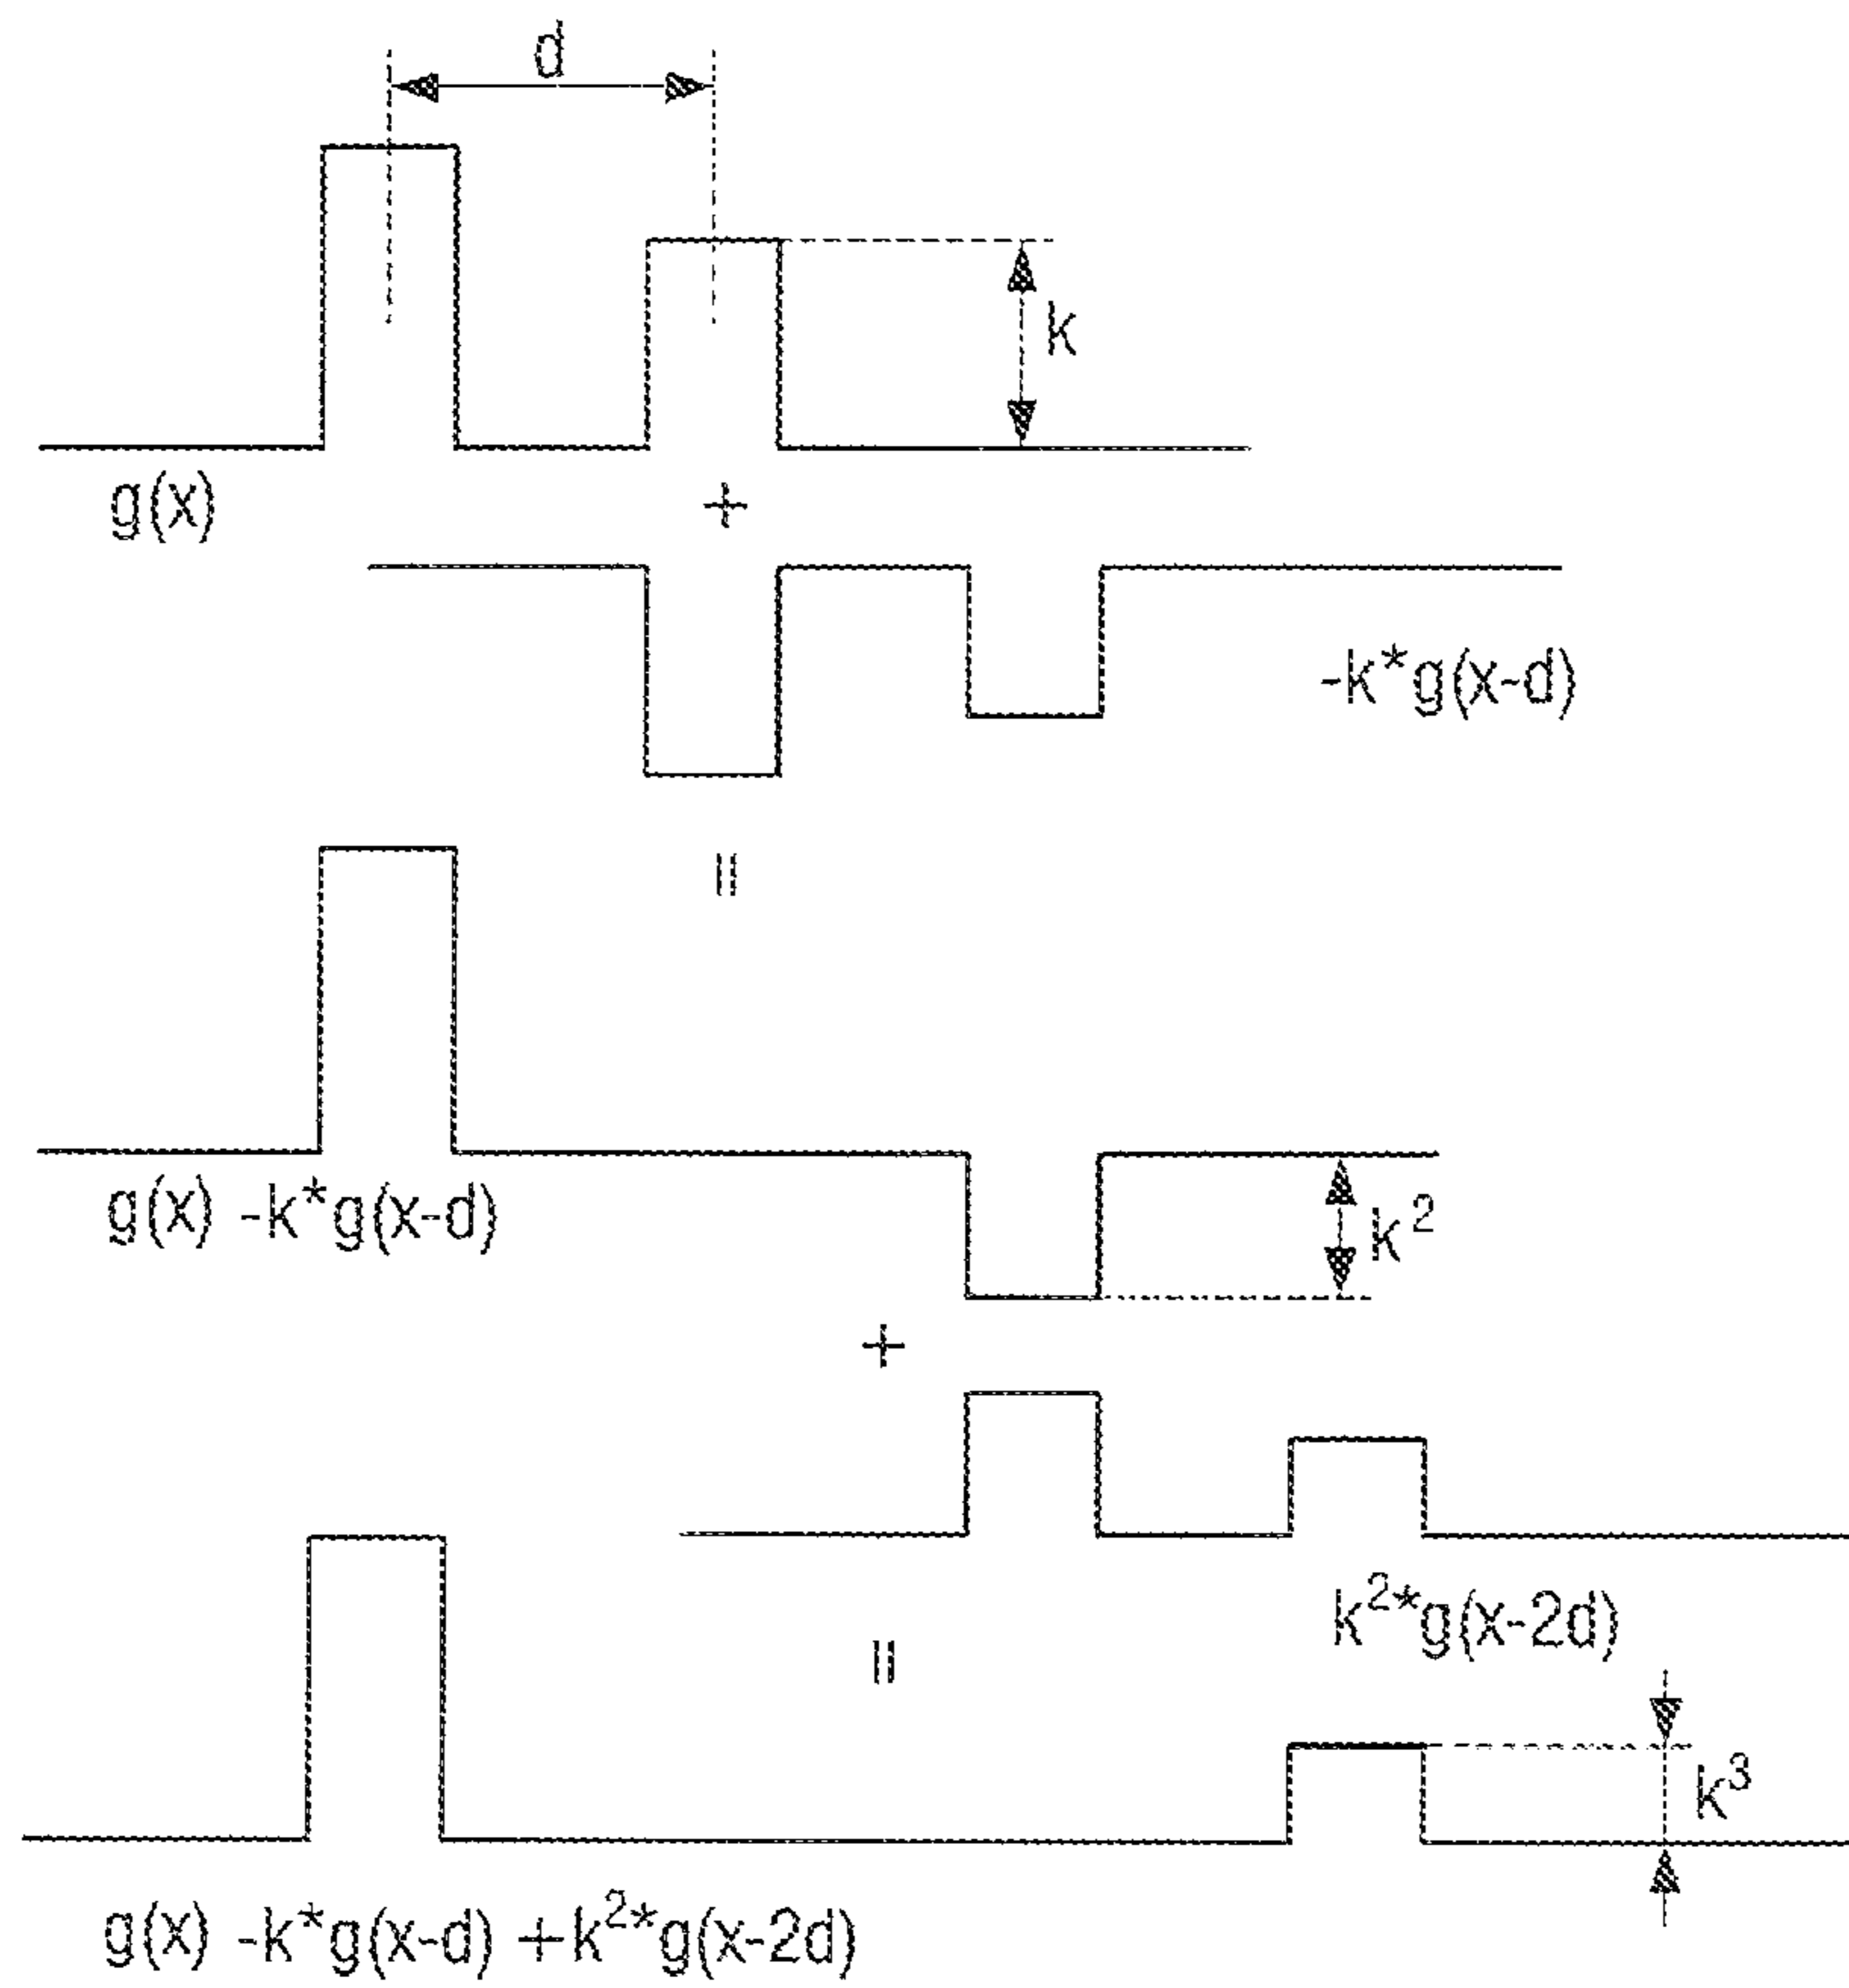 d
k
g(x)
+
-k*g(x-d)
=
g(x) -k*g(x-d)
k²
+
k²*g(x-2d)
=
k³
g(x) -k*g(x-d) +k²*g(x-2d)